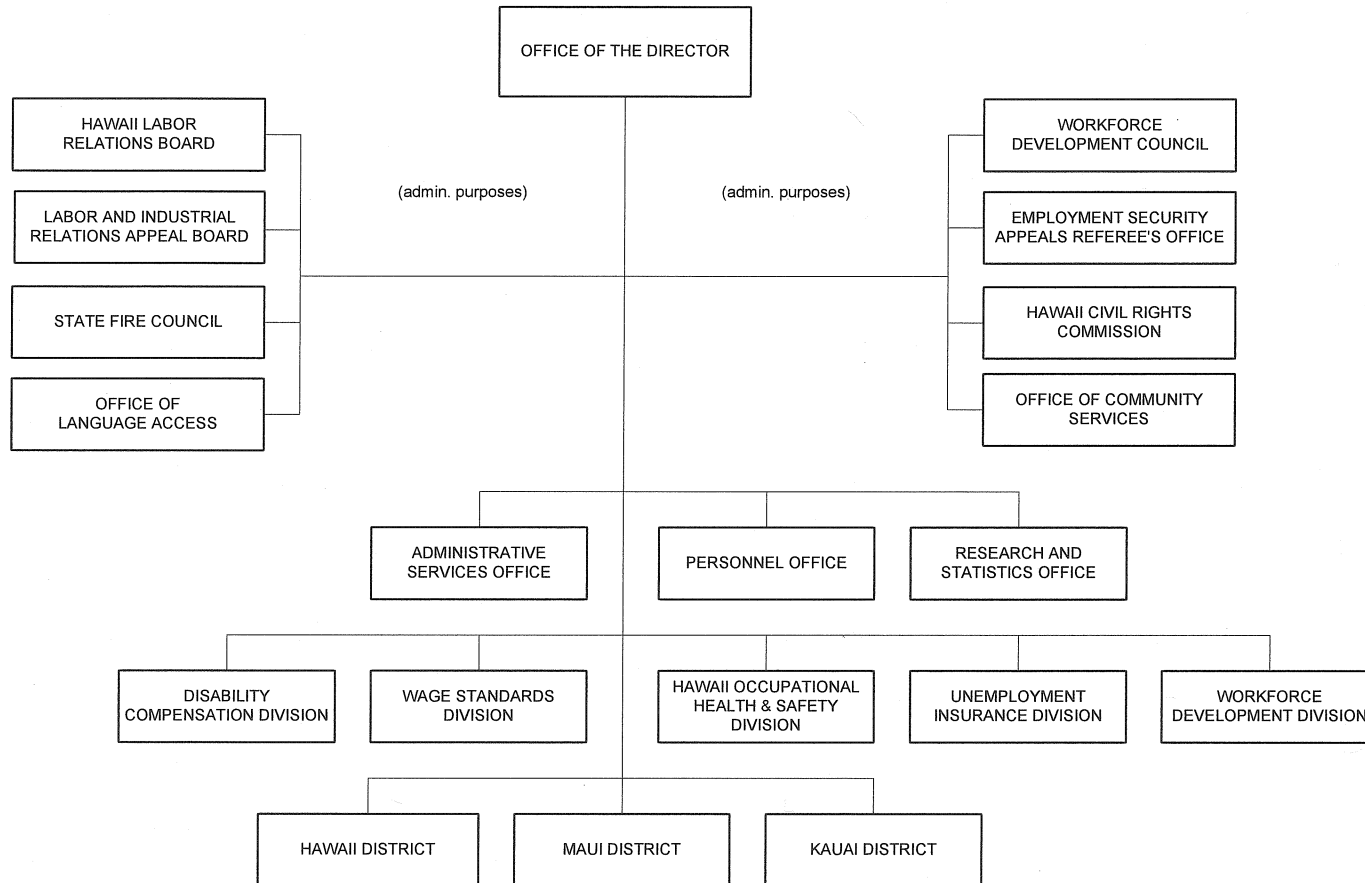 OFFICE OF THE DIRECTOR
HAWAII LABOR
RELATIONS BOARD
WORKFORCE
DEVELOPMENT COUNCIL
(admin. purposes)
(admin. purposes)
LABOR AND INDUSTRIAL
RELATIONS APPEAL BOARD
EMPLOYMENT SECURITY
APPEALS REFEREE'S OFFICE
STATE FIRE COUNCIL
HAWAII CIVIL RIGHTS
COMMISSION
OFFICE OF
LANGUAGE ACCESS
OFFICE OF COMMUNITY
SERVICES
ADMINISTRATIVE
SERVICES OFFICE
PERSONNEL OFFICE
RESEARCH AND
STATISTICS OFFICE
DISABILITY
COMPENSATION DIVISION
WAGE STANDARDS
DIVISION
HAWAII OCCUPATIONAL
HEALTH & SAFETY
DIVISION
UNEMPLOYMENT
INSURANCE DIVISION
WORKFORCE
DEVELOPMENT DIVISION
HAWAII DISTRICT
MAUI DISTRICT
KAUAI DISTRICT